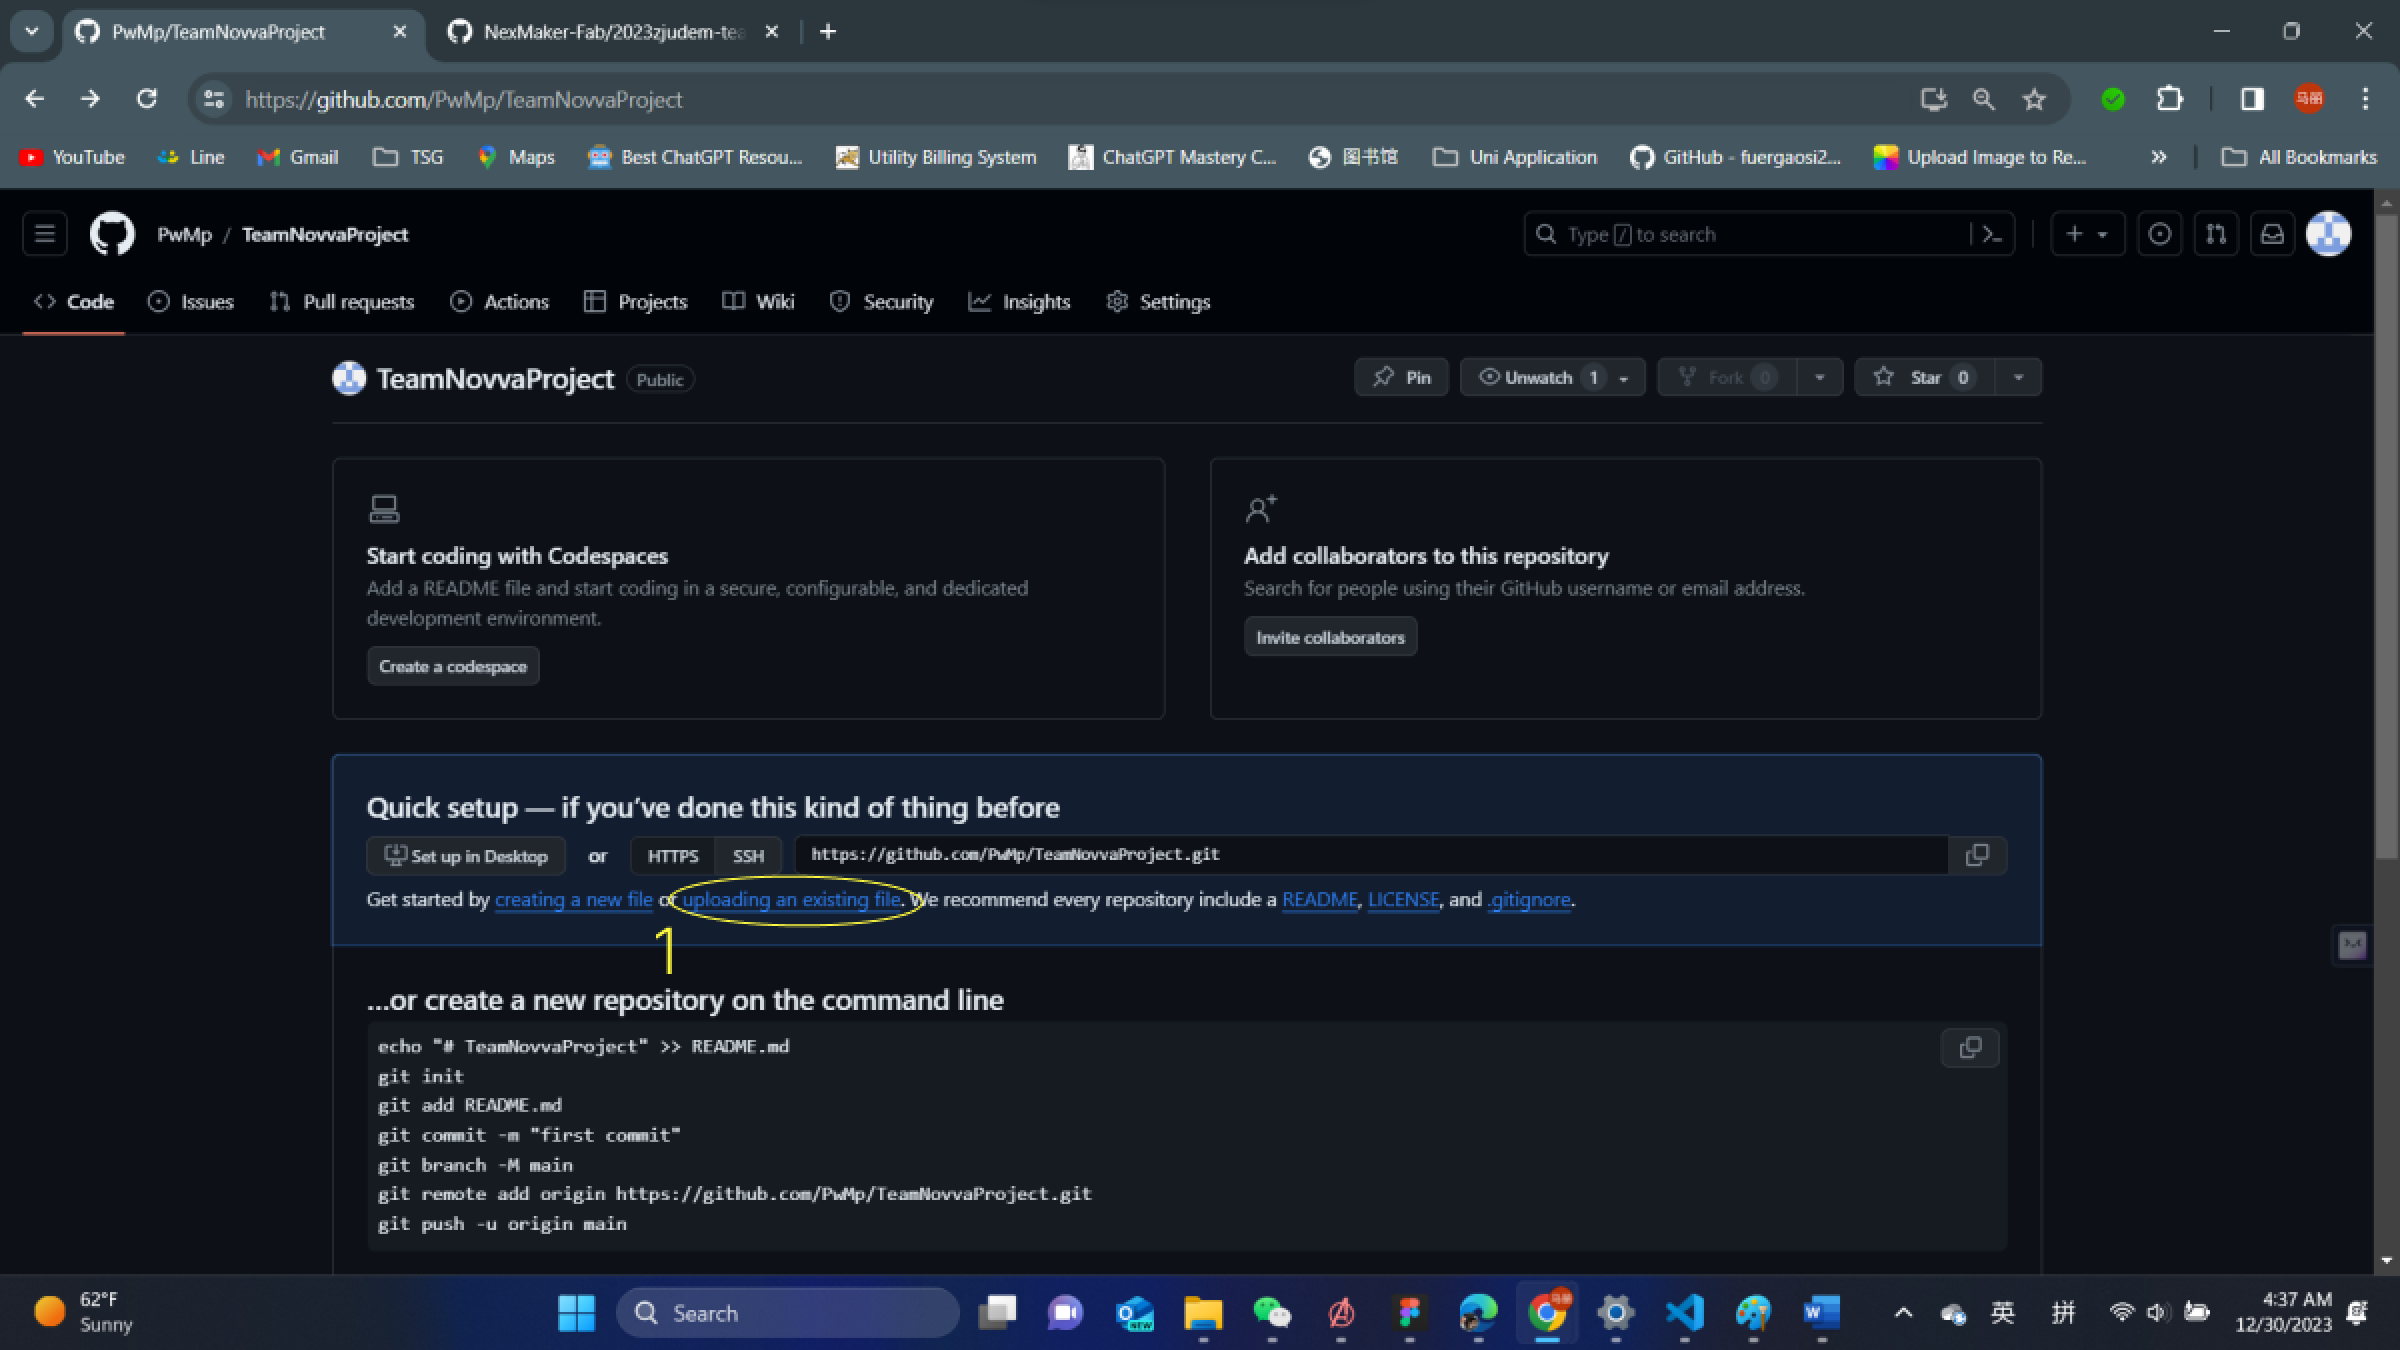 PwMp/TeamNovvaProject
NexMaker-Fab/2023zjudem-tea
https://github.com/PwMp/TeamNovvaProject
YouTube Line Gmail TSG Maps Best ChatGPT Resou... Utility Billing System ChatGPT Mastery C... 图书馆 Uni Application GitHub - fuergaosi2... Upload Image to Re... » All Bookmarks
PwMp / TeamNovvaProject
Type / to search
Code Issues Pull requests Actions Projects Wiki Security Insights Settings
TeamNovvaProject Public
Pin Unwatch 1 Fork 0 Star 0
Start coding with Codespaces
Add a README file and start coding in a secure, configurable, and dedicated
development environment.
Create a codespace
Add collaborators to this repository
Search for people using their GitHub username or email address.
Invite collaborators
Quick setup — if you've done this kind of thing before
Set up in Desktop or HTTPS SSH https://github.com/PwMp/TeamNovvaProject.git
Get started by creating a new file or uploading an existing file. We recommend every repository include a README, LICENSE, and .gitignore.
1
...or create a new repository on the command line
echo "# TeamNovvaProject" >> README.md
git init
git add README.md
git commit -m "first commit"
git branch -M main
git remote add origin https://github.com/PwMp/TeamNovvaProject.git
git push -u origin main
62°F
Sunny
Search
英 拼
4:37 AM
12/30/2023